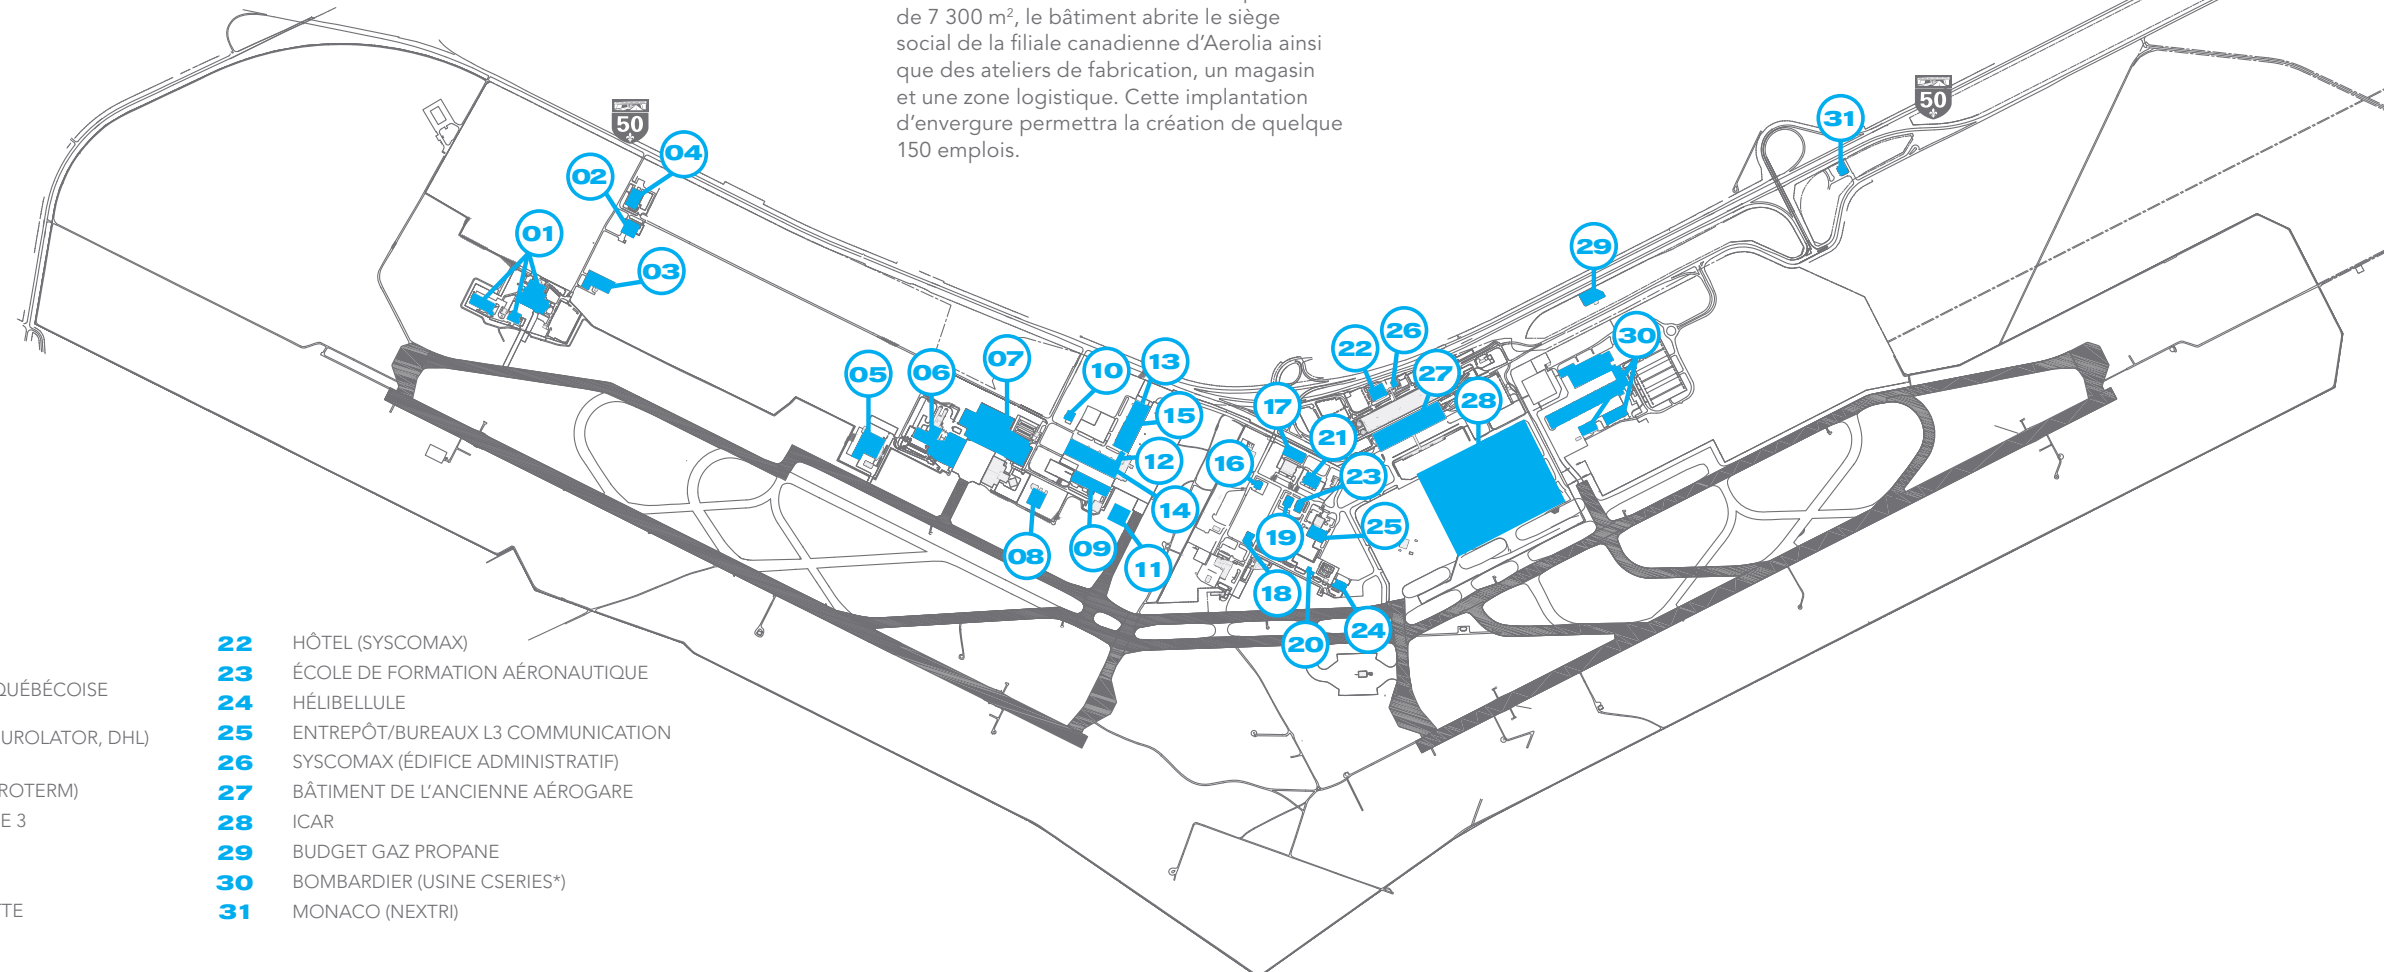 de 7 300 m², le bâtiment abrite le siège
social de la filiale canadienne d’Aerolia ainsi
que des ateliers de fabrication, un magasin
et une zone logistique. Cette implantation
d’envergure permettra la création de quelque
150 emplois.
50
50
31
04
02
01
03
29
30
26
22
27
28
07
13
10
05
06
15
17
21
12
16
23
14
19
25
09
08
11
18
20
24
QUÉBÉCOISE
UROLATOR, DHL)
ROTERM)
E 3
TTE
22 HÔTEL (SYSCOMAX)
23 ÉCOLE DE FORMATION AÉRONAUTIQUE
24 HÉLIBELLULE
25 ENTREPÔT/BUREAUX L3 COMMUNICATION
26 SYSCOMAX (ÉDIFICE ADMINISTRATIF)
27 BÂTIMENT DE L’ANCIENNE AÉROGARE
28 ICAR
29 BUDGET GAZ PROPANE
30 BOMBARDIER (USINE CSERIES*)
31 MONACO (NEXTRI)